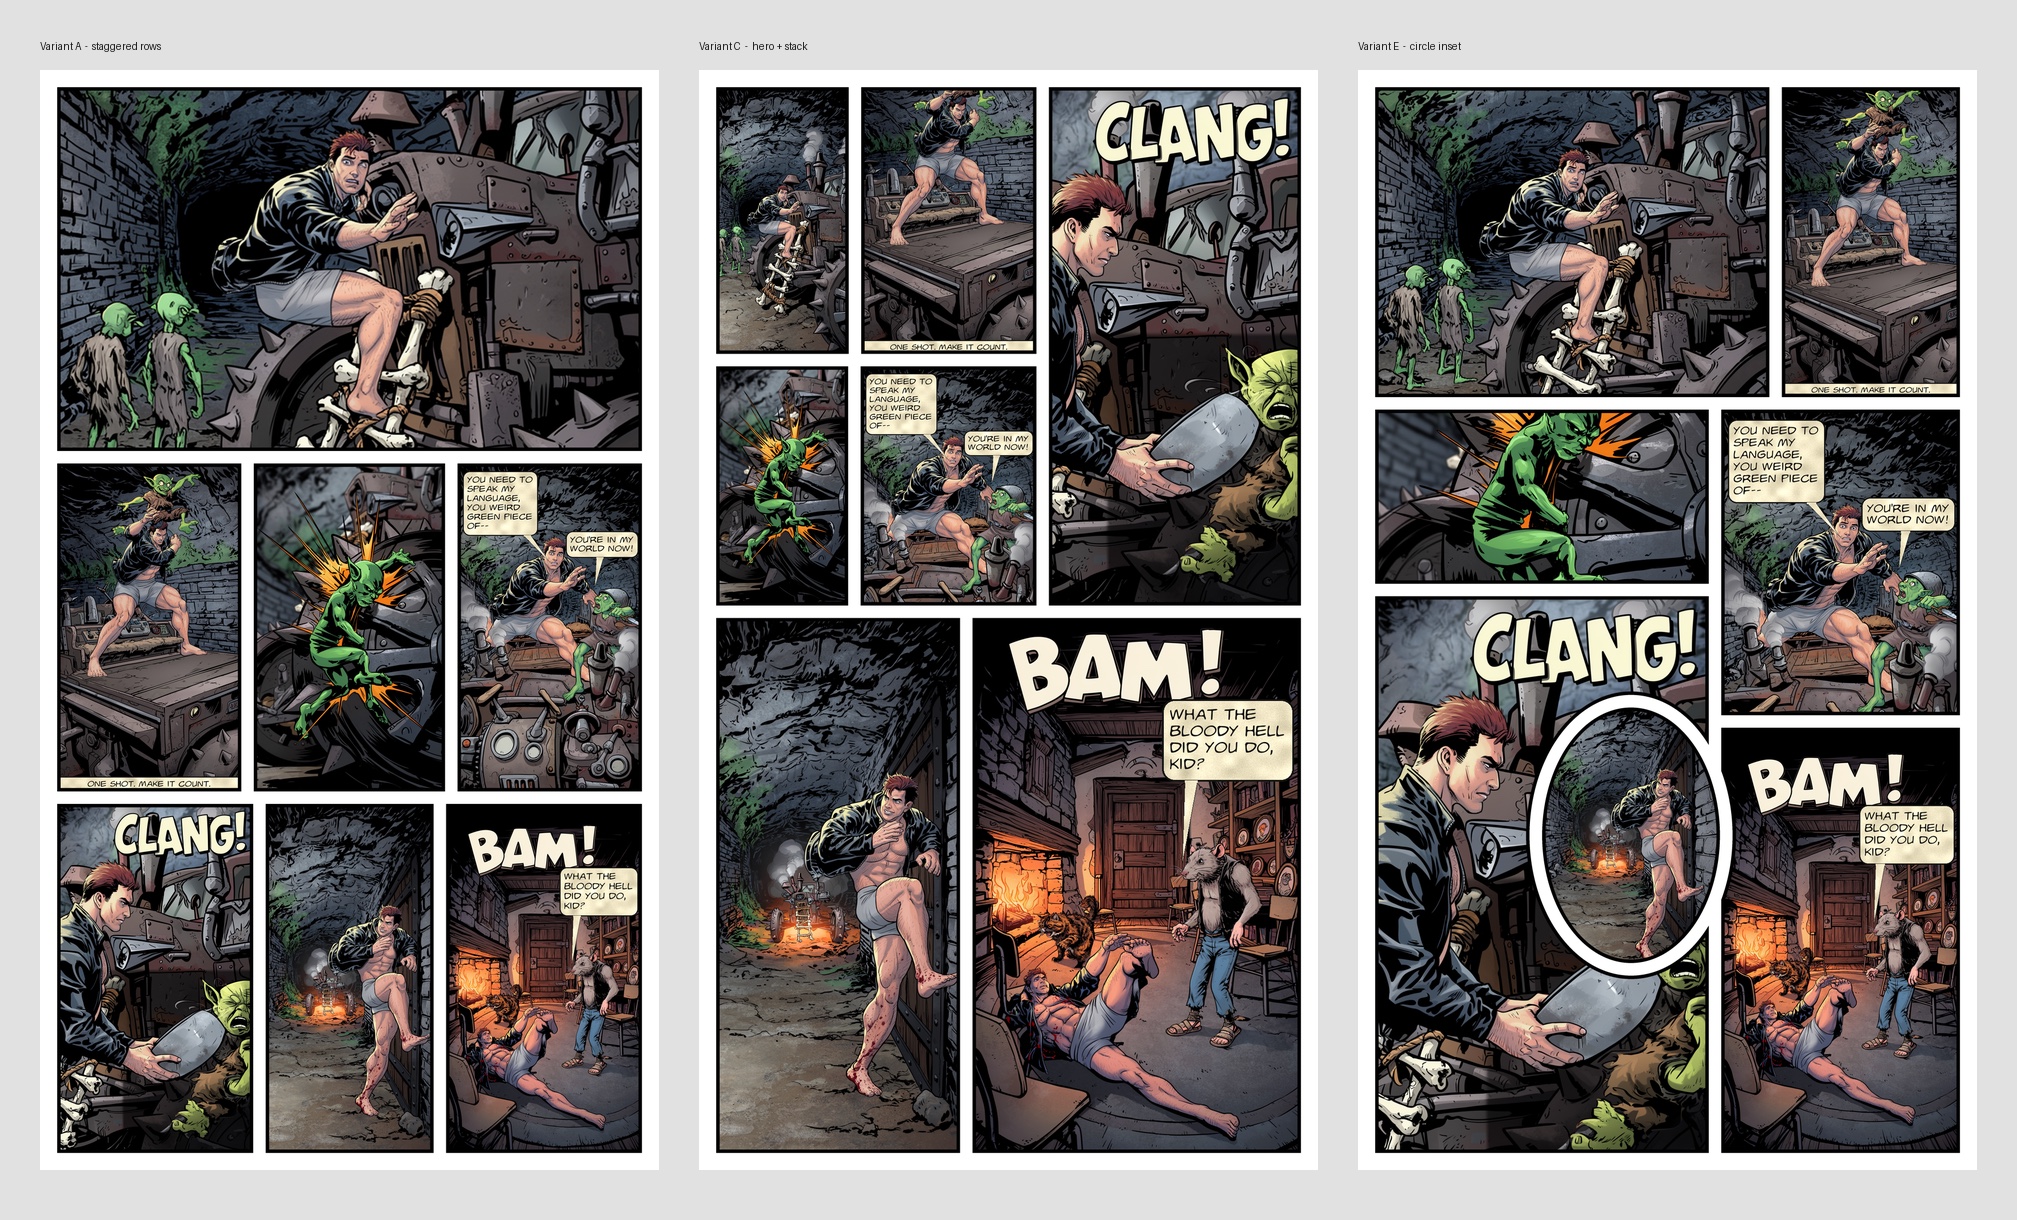 Variant A - staggered rows
YOU NEED TO
SPEAK MY
LANGUAGE,
YOU WEIRD
GREEN PIECE
OF--
YOU'RE IN MY
WORLD NOW!
ONE SHOT. MAKE IT COUNT.
CLANG!
BAM!
WHAT THE
BLOODY HELL
DID YOU DO,
KID?
Variant C - hero + stack
ONE SHOT. MAKE IT COUNT.
CLANG!
YOU NEED TO
SPEAK MY
LANGUAGE,
YOU WEIRD
GREEN PIECE
OF--
YOU'RE IN MY
WORLD NOW!
BAM!
WHAT THE
BLOODY HELL
DID YOU DO,
KID?
Variant E - circle inset
ONE SHOT. MAKE IT COUNT.
YOU NEED TO
SPEAK MY
LANGUAGE,
YOU WEIRD
GREEN PIECE
OF--
YOU'RE IN MY
WORLD NOW!
CLANG!
BAM!
WHAT THE
BLOODY HELL
DID YOU DO,
KID?